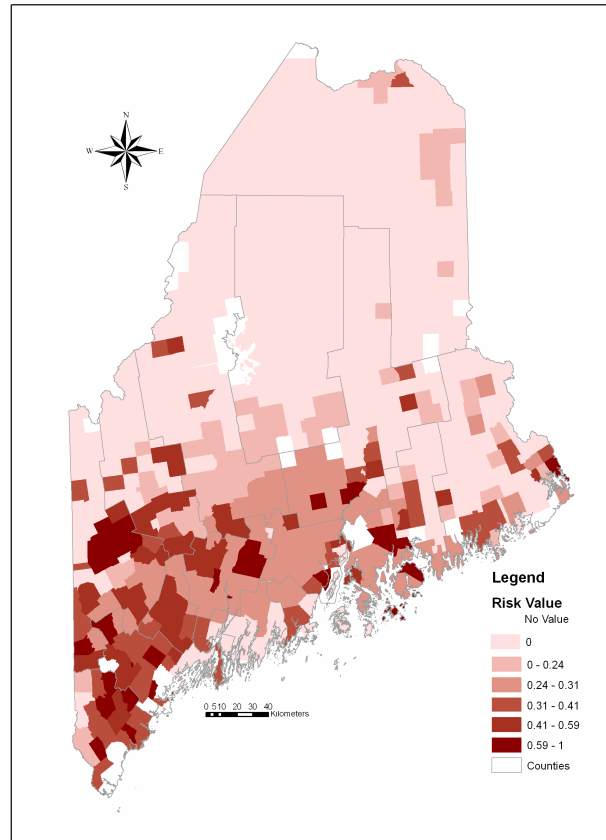 N
W E
S
Legend
Risk Value
No Value
0
0 - 0.24
0.24 - 0.31
0.31 - 0.41
0.41 - 0.59
0.59 - 1
Counties
0 5 10 20 30 40
Kilometers